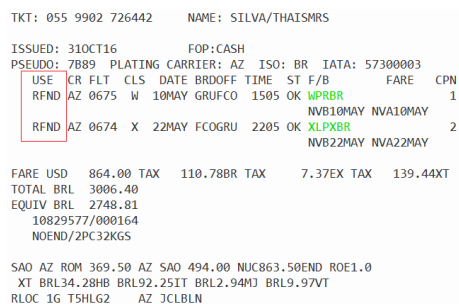 TKT: 055 9902 726442 NAME: SILVA/THAISMRS
ISSUED: 31OCT16 FOP:CASH
PSEUDO: 7B89 PLATING CARRIER: AZ ISO: BR IATA: 57300003
USE CR FLT CLS DATE BRDOFF TIME ST F/B FARE CPN
RFND AZ 0675 W 10MAY GRUFCO 1505 OK WPRBR 1
NVB10MAY NVA10MAY
RFND AZ 0674 X 22MAY FCOGRU 2205 OK XLPXBR 2
NVB22MAY NVA22MAY
FARE USD 864.00 TAX 110.78BR TAX 7.37EX TAX 139.44XT
TOTAL BRL 3006.40
EQUIV BRL 2748.81
10829577/000164
NOEND/2PC32KGS
SAO AZ ROM 369.50 AZ SAO 494.00 NUC863.50END ROE1.0
XT BRL34.28HB BRL92.25IT BRL2.94MJ BRL9.97VT
RLOC 1G T5HLG2 AZ JCLBLN